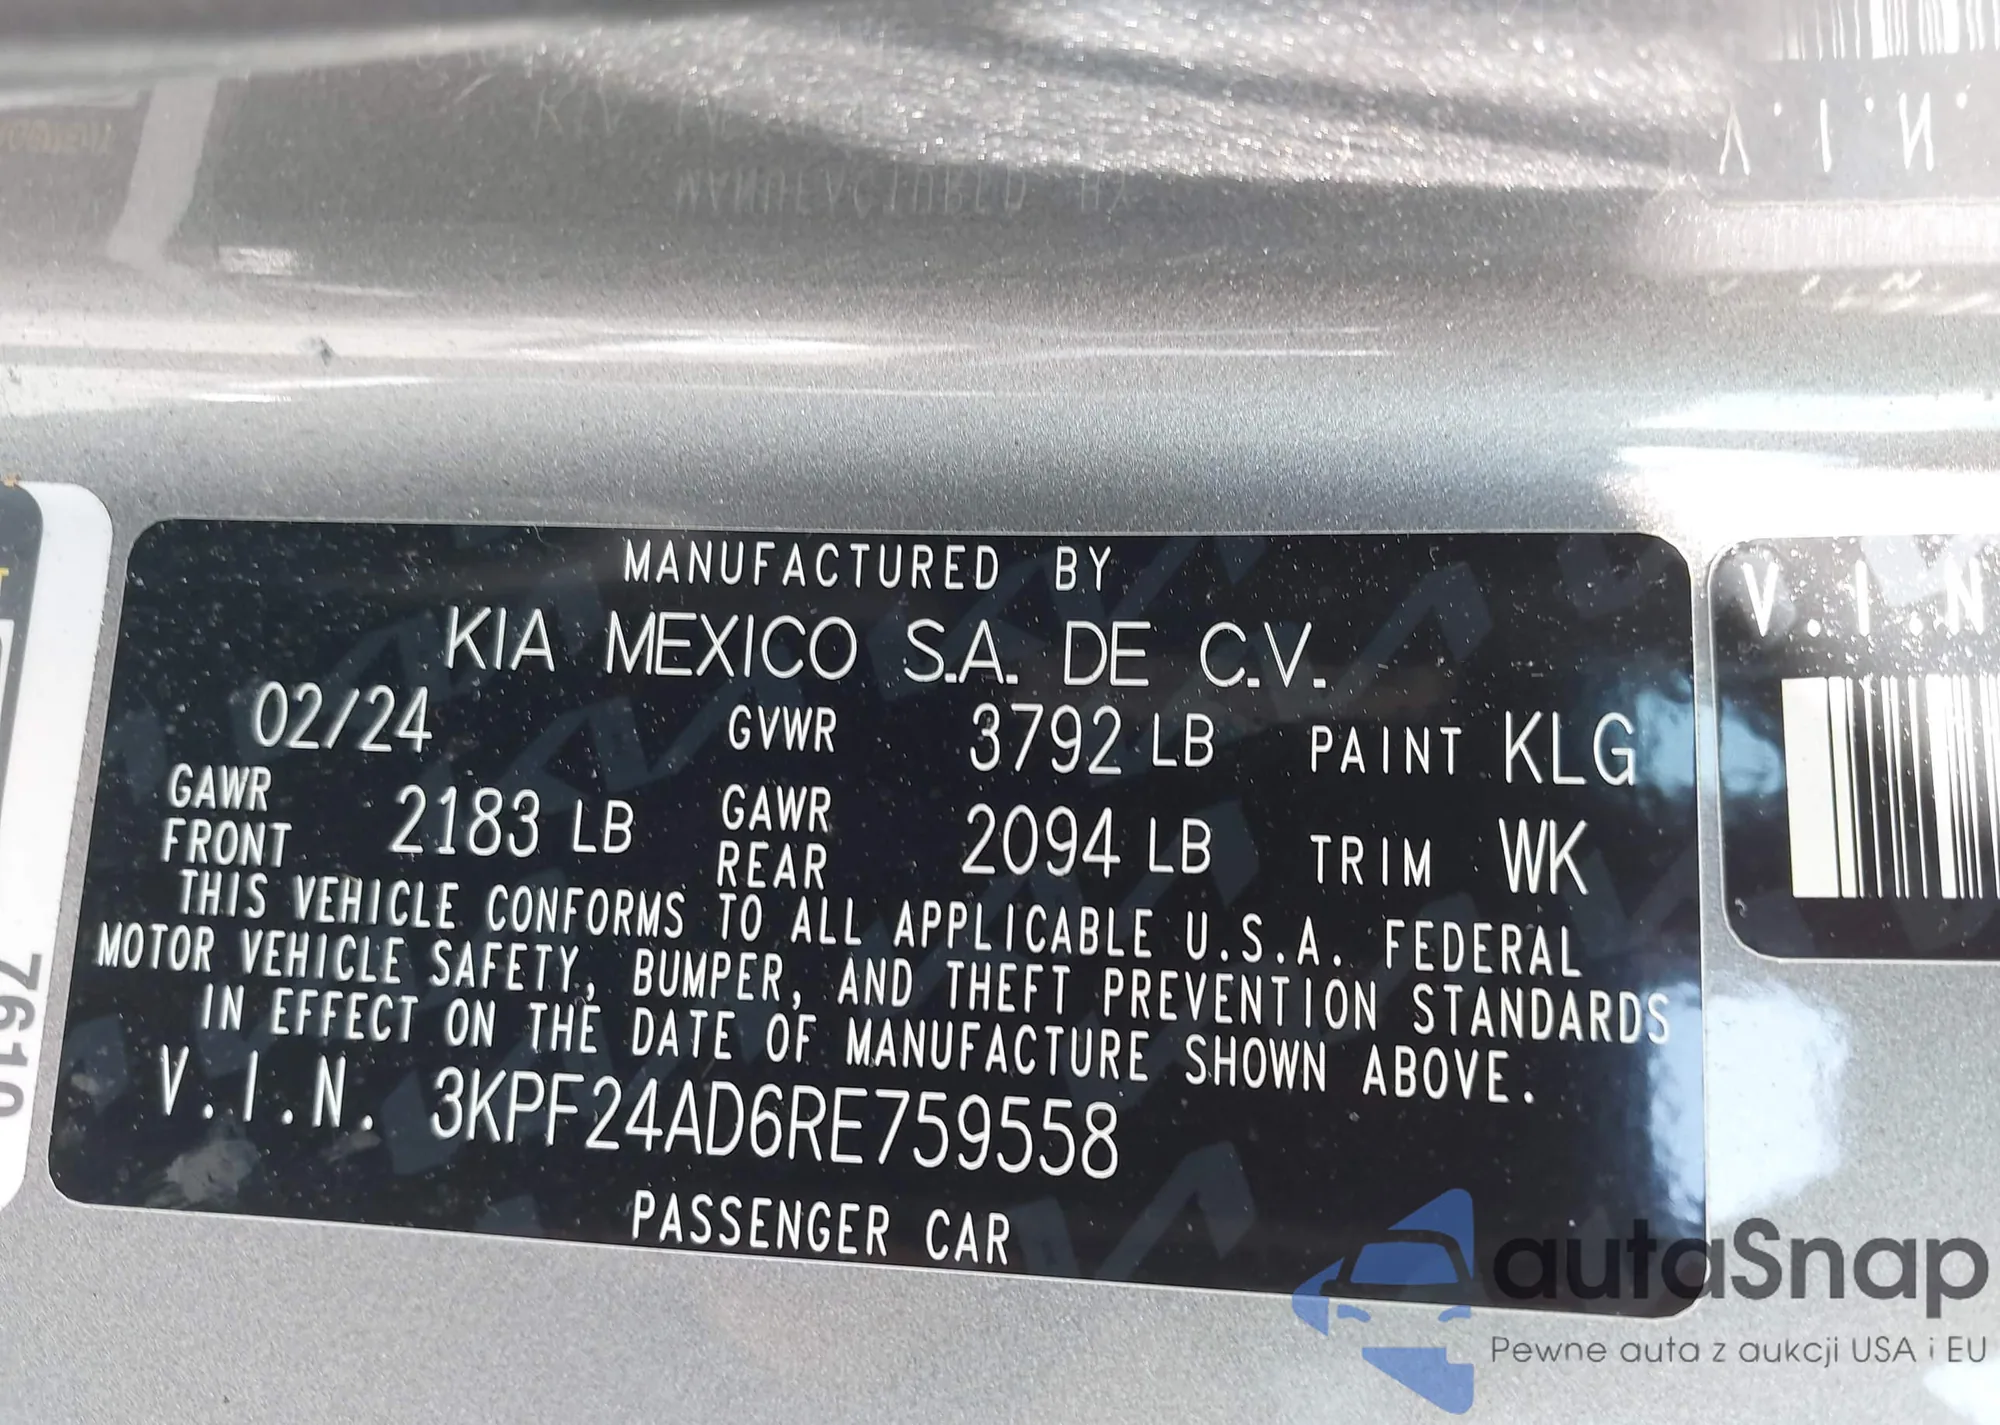 MANUFACTURED BY
KIA MEXICO S.A. DE C.V.
02/24 GVWR 3792 LB PAINT KLG
GAWR FRONT 2183 LB GAWR REAR 2094 LB TRIM WK
THIS VEHICLE CONFORMS TO ALL APPLICABLE U.S.A. FEDERAL
MOTOR VEHICLE SAFETY, BUMPER, AND THEFT PREVENTION STANDARDS
IN EFFECT ON THE DATE OF MANUFACTURE SHOWN ABOVE.
V.I.N. 3KPF24AD6RE759558
PASSENGER CAR
V.I.N
7610
autaSnap
Pewne auta z aukcji USA i EU